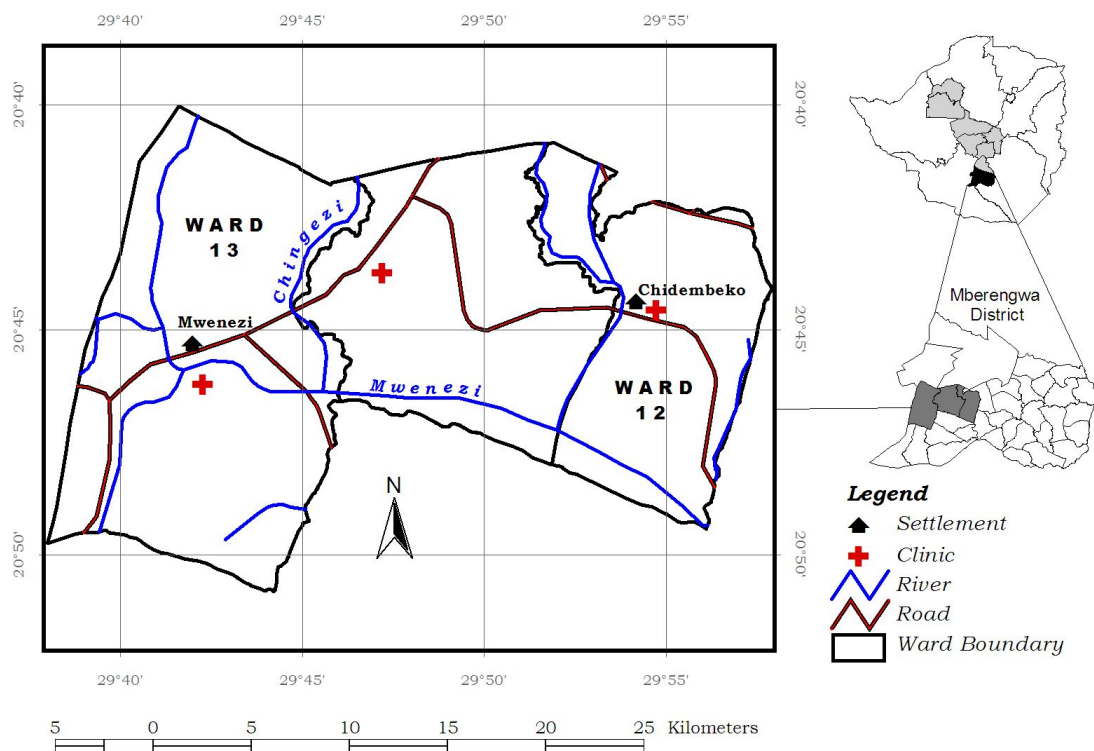 29°40' 29°45' 29°50' 29°55'
20°40' 20°40'
WARD
13
Chingezi
Chidembeko
Mwenezi
20°45' 20°45'
Mwenezi
WARD
12
N
20°50' 20°50'
29°40' 29°45' 29°50' 29°55'
5 0 5 10 15 20 25 Kilometers
Mberengwa
District
Legend
Settlement
Clinic
River
Road
Ward Boundary